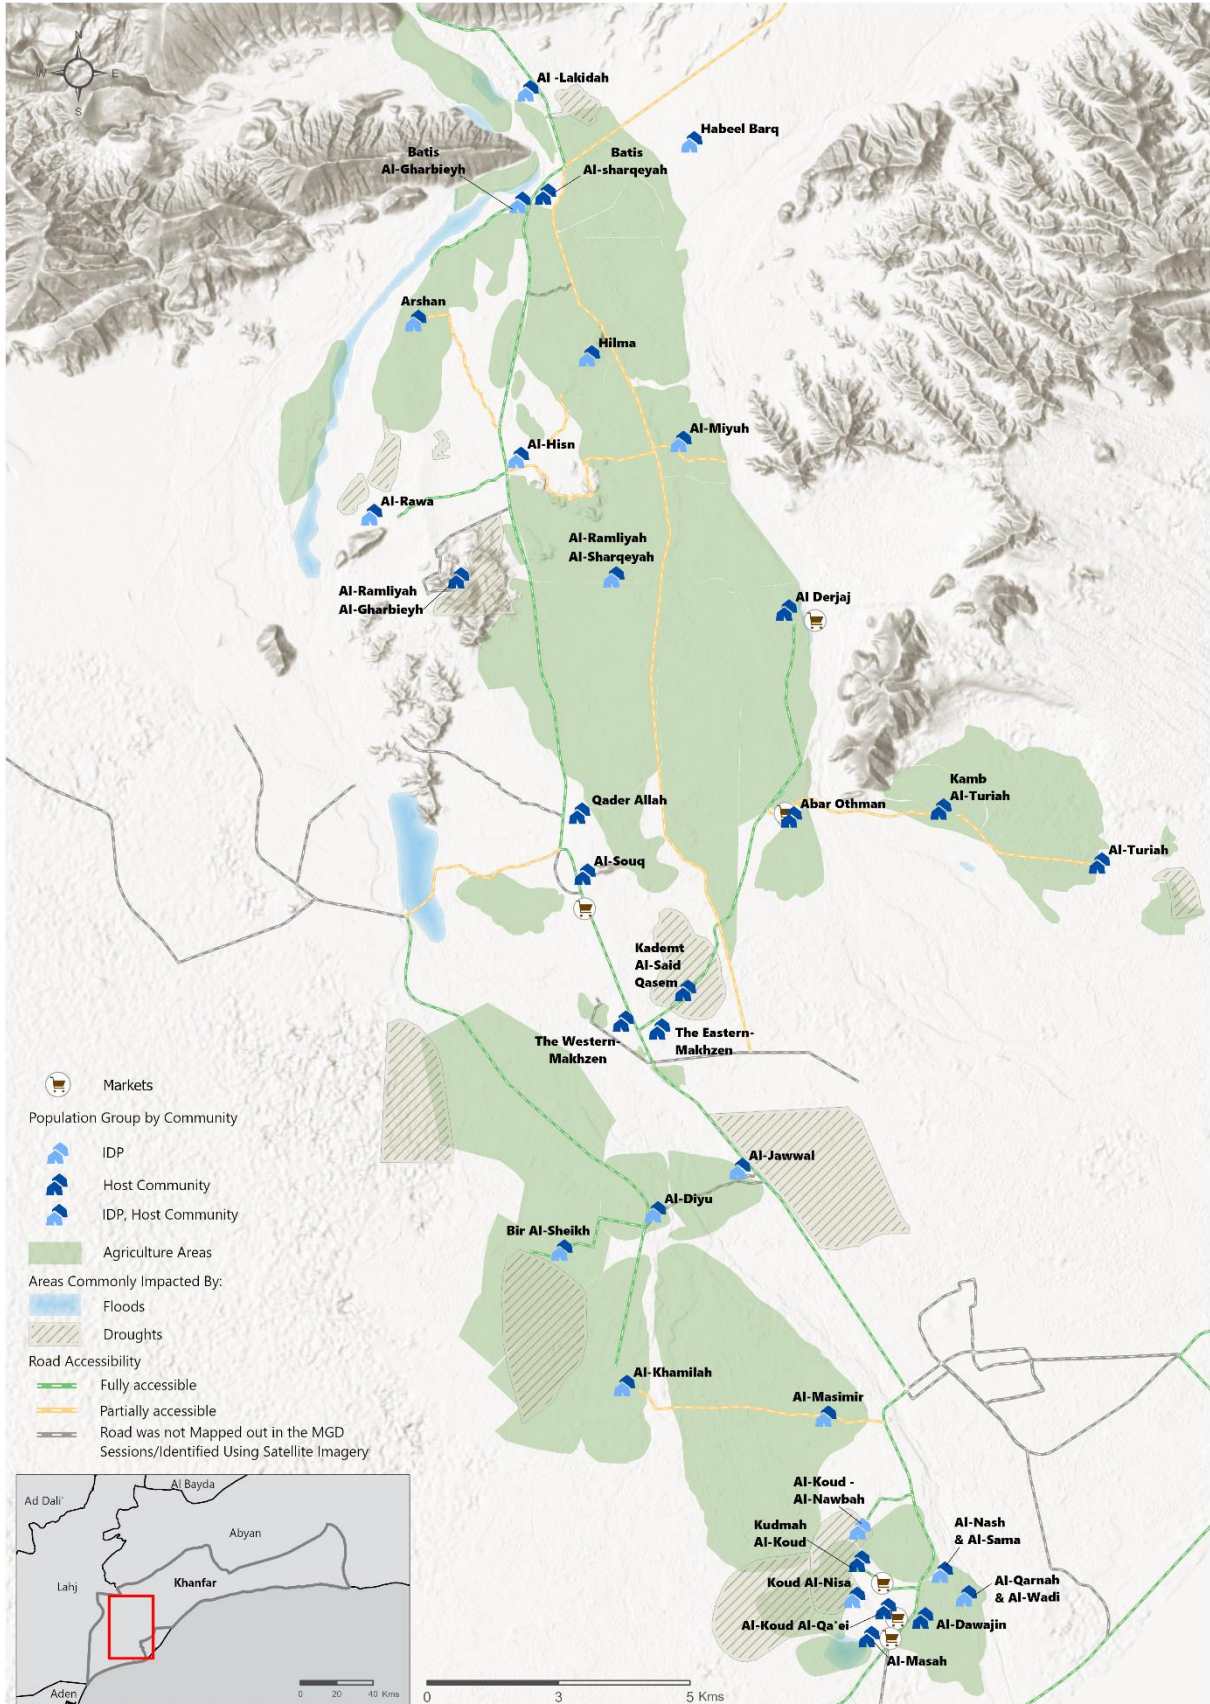 N
W
E
S
Al -Lakidah
Habeel Barq
Batis
Al-Gharbieyh
Batis
Al-sharqeyah
Arshan
Hilma
Al-Miyuh
Al-Hisn
Al-Rawa
Al-Ramliyah
Al-Sharqeyah
Al-Ramliyah
Al-Gharbieyh
Al Derjaj
Kamb
Al-Turiah
Qader Allah
Abar Othman
Al-Turiah
Al-Souq
Kademt
Al-Said
Qasem
The Western-
Makhzen
The Eastern-
Makhzen
Al-Jawwal
Al-Diyu
Bir Al-Sheikh
Al-Khamilah
Al-Masimir
Al-Koud -
Al-Nawbah
Kudmah
Al-Koud
Al-Nash
& Al-Sama
Koud Al-Nisa
Al-Qarnah
& Al-Wadi
Al-Koud Al-Qa'ei
Al-Dawajin
Al-Masah
Markets
Population Group by Community
IDP
Host Community
IDP, Host Community
Agriculture Areas
Areas Commonly Impacted By:
Floods
Droughts
Road Accessibility
Fully accessible
Partially accessible
Road was not Mapped out in the MGD
Sessions/Identified Using Satellite Imagery
Al Bayda
Ad Dali'
Abyan
Lahj
Khanfar
Aden
0 20 40 Kms
0 3 5 Kms